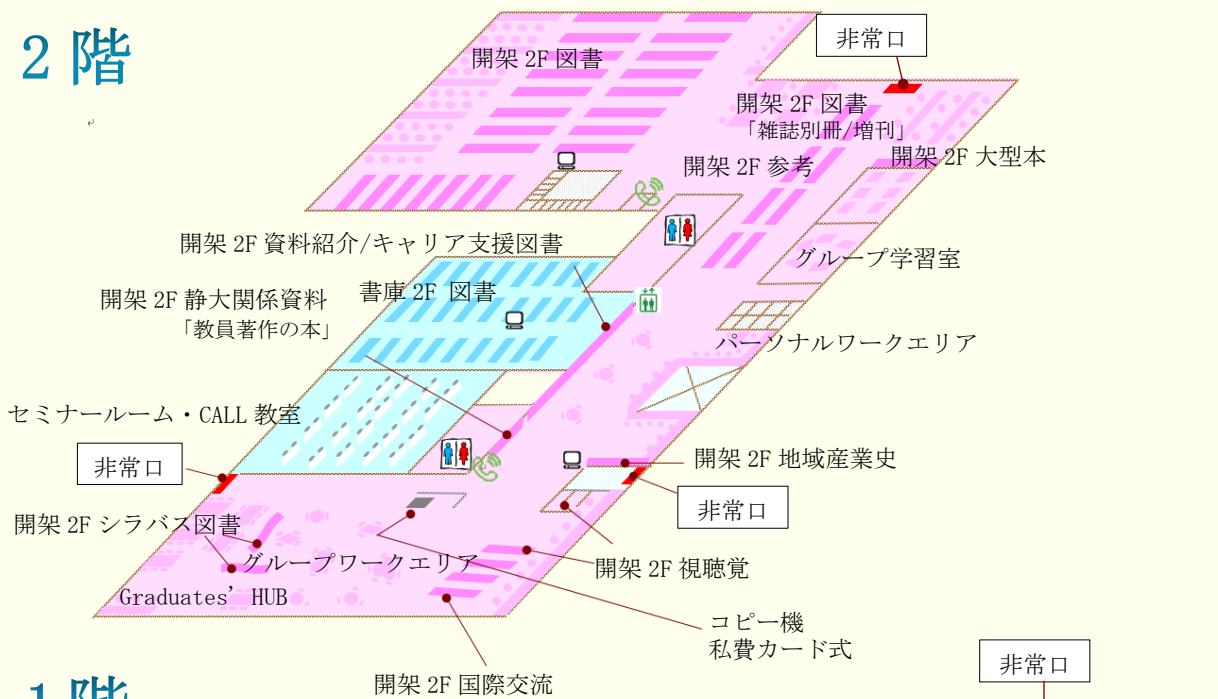 2階
非常口
開架 2F 図書
開架 2F 図書
「雑誌別冊/増刊」
開架 2F 参考
開架 2F 大型本
開架 2F 資料紹介/キャリア支援図書
グループ学習室
開架 2F 静大関係資料
「教員著作の本」
書庫 2F 図書
パーソナルワークエリア
セミナールーム・CALL 教室
非常口
開架 2F 地域産業史
非常口
開架 2F シラバス図書
グループワークエリア
開架 2F 視聴覚
Graduates’ HUB
コピー機
私費カード式
開架 2F 国際交流
非常口
1階